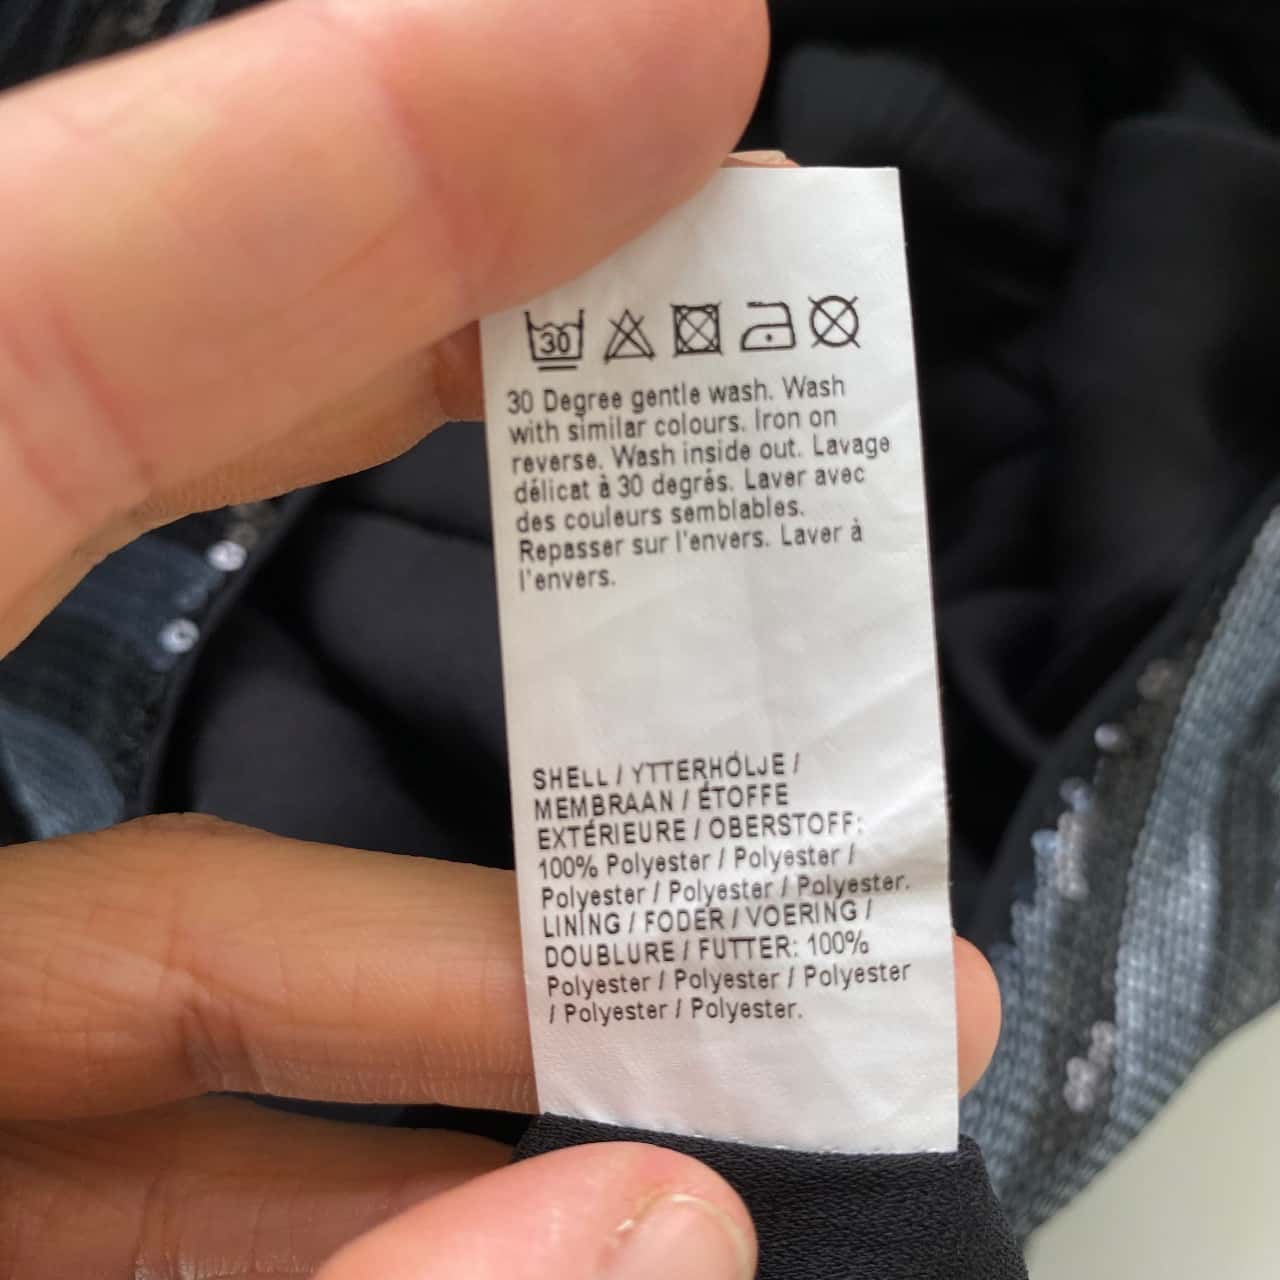 30
30 Degree gentle wash. Wash
with similar colours. Iron on
reverse. Wash inside out. Lavage
délicat à 30 degrés. Laver avec
des couleurs semblables.
Repasser sur l'envers. Laver à
l'envers.
SHELL / YTTERHÖLJE /
MEMBRAAN / ÉTOFFE
EXTÉRIEURE / OBERSTOFF:
100% Polyester / Polyester /
Polyester / Polyester / Polyester.
LINING / FODER / VOERING /
DOUBLURE / FUTTER: 100%
Polyester / Polyester / Polyester
/ Polyester / Polyester.